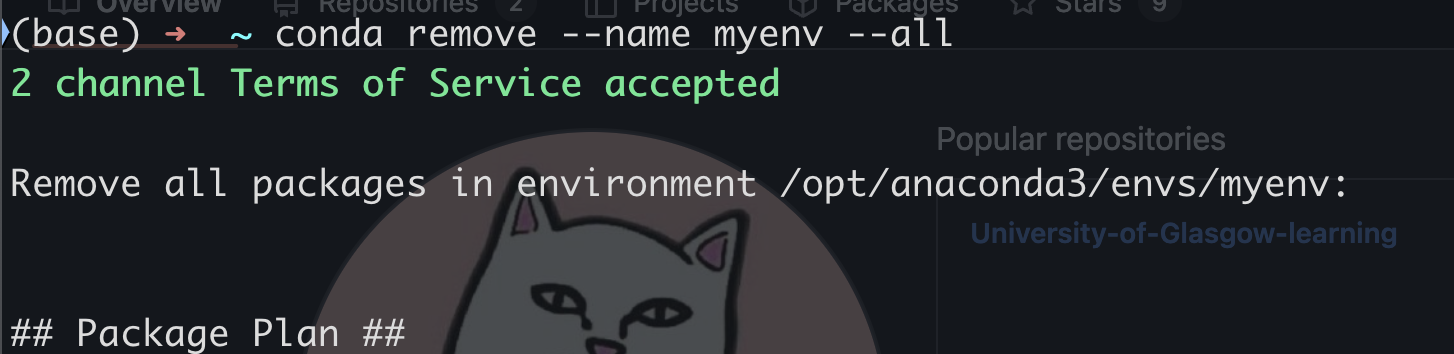 Overview Repositories 2 Projects Packages Stars 9
(base) ➜ ~ conda remove --name myenv --all
2 channel Terms of Service accepted
Popular repositories
Remove all packages in environment /opt/anaconda3/envs/myenv:
University-of-Glasgow-learning
## Package Plan ##